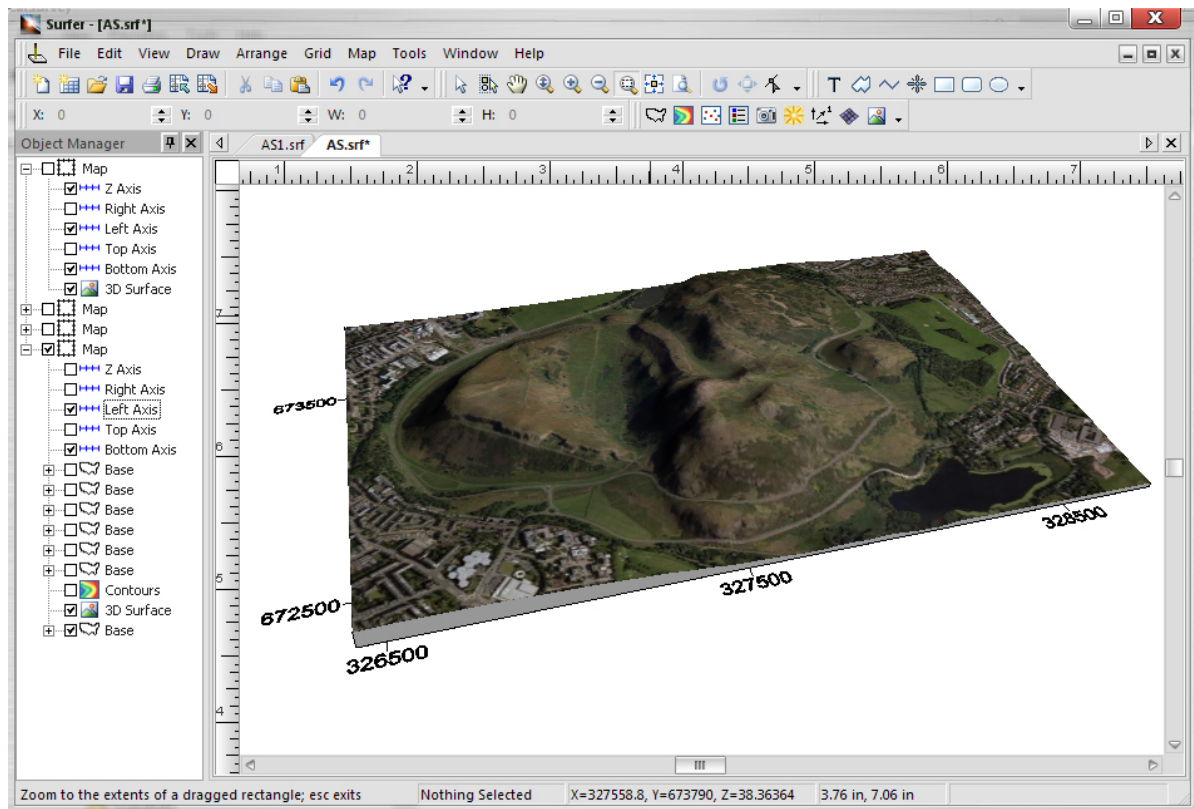 Surfer - [AS.srf*]
File Edit View Draw Arrange Grid Map Tools Window Help
X: 0 Y: 0 W: 0 H: 0
Object Manager
AS1.srf AS.srf*
Map
Z Axis
Right Axis
Left Axis
Top Axis
Bottom Axis
3D Surface
Map
Map
Map
Z Axis
Right Axis
Left Axis
Top Axis
Bottom Axis
Base
Base
Base
Base
Base
Base
Contours
3D Surface
Base
1 2 3 4 5 6 7
7
6
5
4
673500
672500
326500
327500
328500
Zoom to the extents of a dragged rectangle; esc exits Nothing Selected X=327558.8, Y=673790, Z=38.36364 3.76 in, 7.06 in